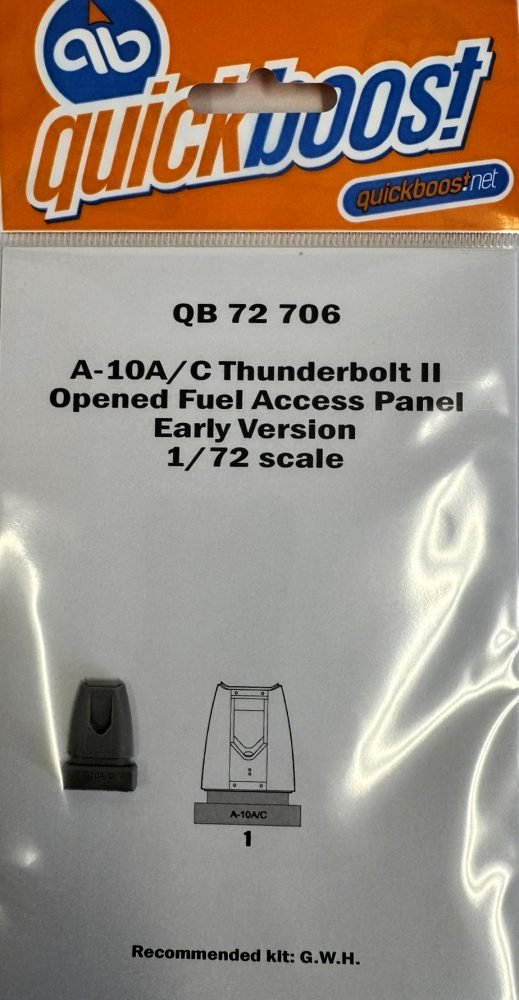 qb
quickboost
quickboost.net
QB 72 706
A-10A/C Thunderbolt II
Opened Fuel Access Panel
Early Version
1/72 scale
A-10A/C
1
Recommended kit: G.W.H.